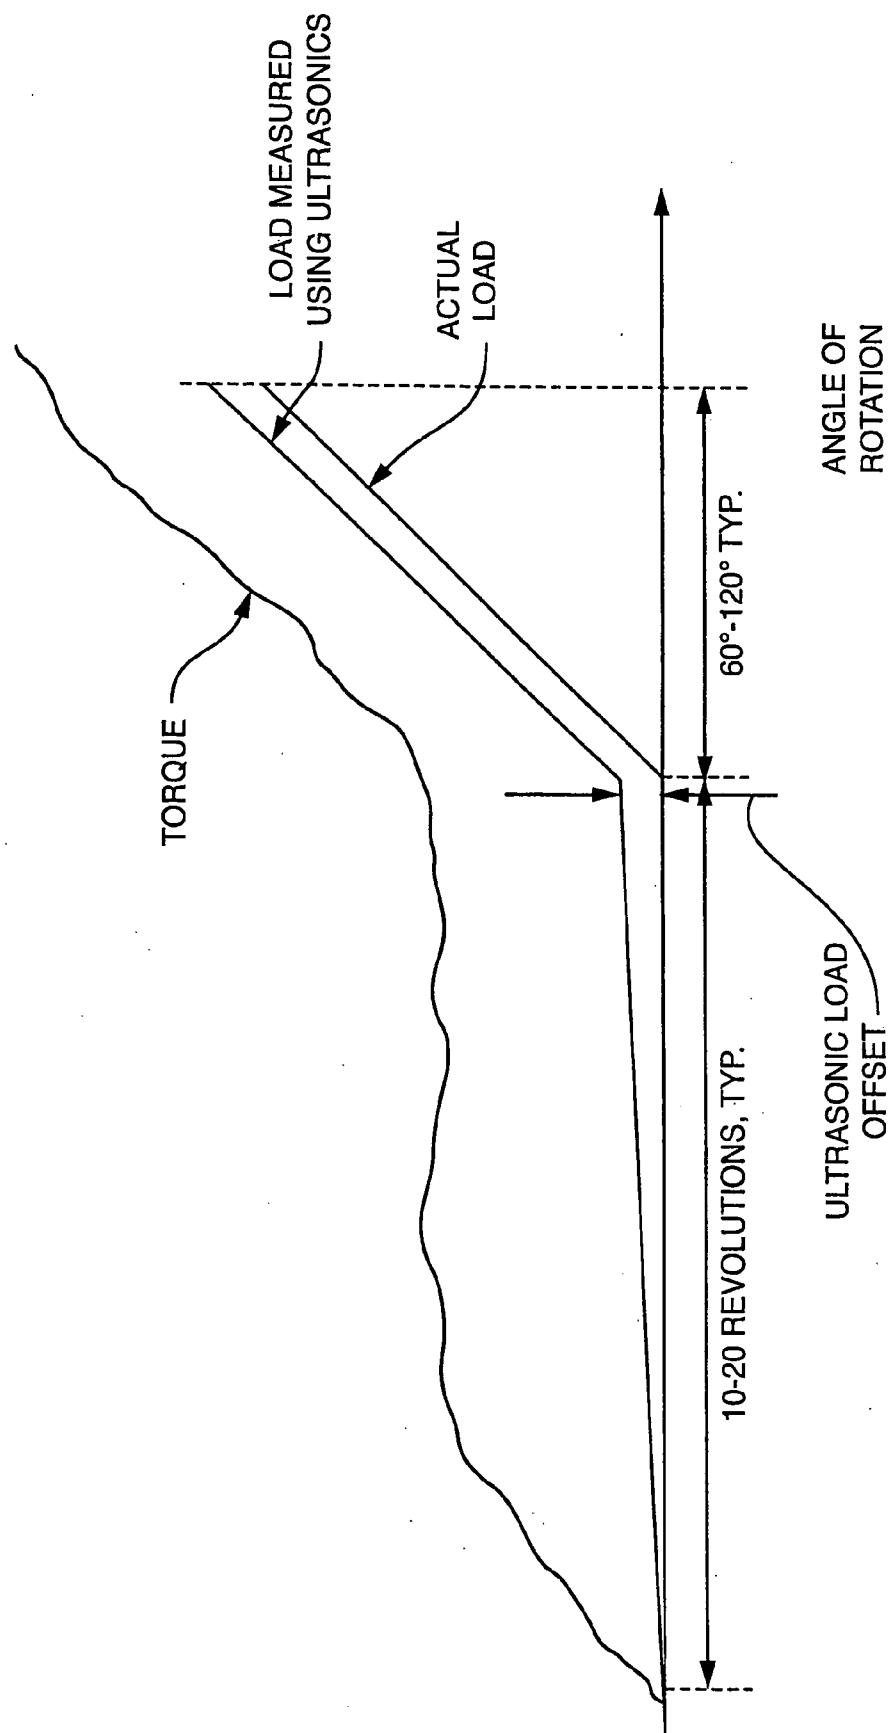 TORQUE
LOAD MEASURED
USING ULTRASONICS
ACTUAL
LOAD
60°-120° TYP.
10-20 REVOLUTIONS, TYP.
ULTRASONIC LOAD
OFFSET
ANGLE OF
ROTATION